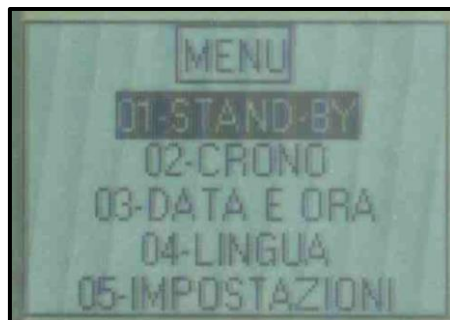 MENU
01-STAND-BY
02-CRONO
03-DATA E ORA
04-LINGUA
05-IMPOSTAZIONI